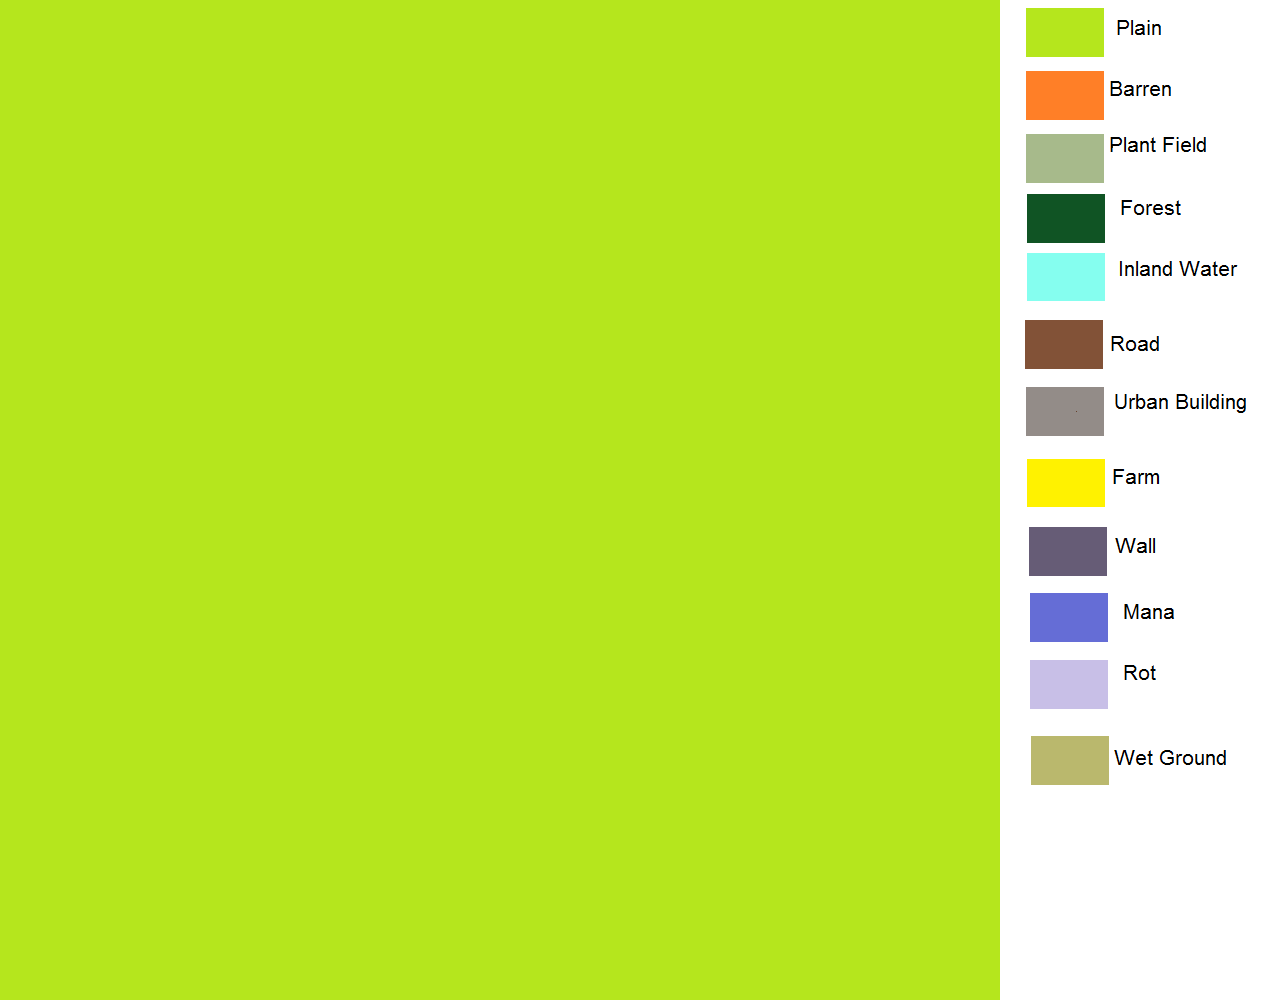 Plain
Barren
Plant Field
Forest
Inland Water
Road
Urban Building
Farm
Wall
Mana
Rot
Wet Ground